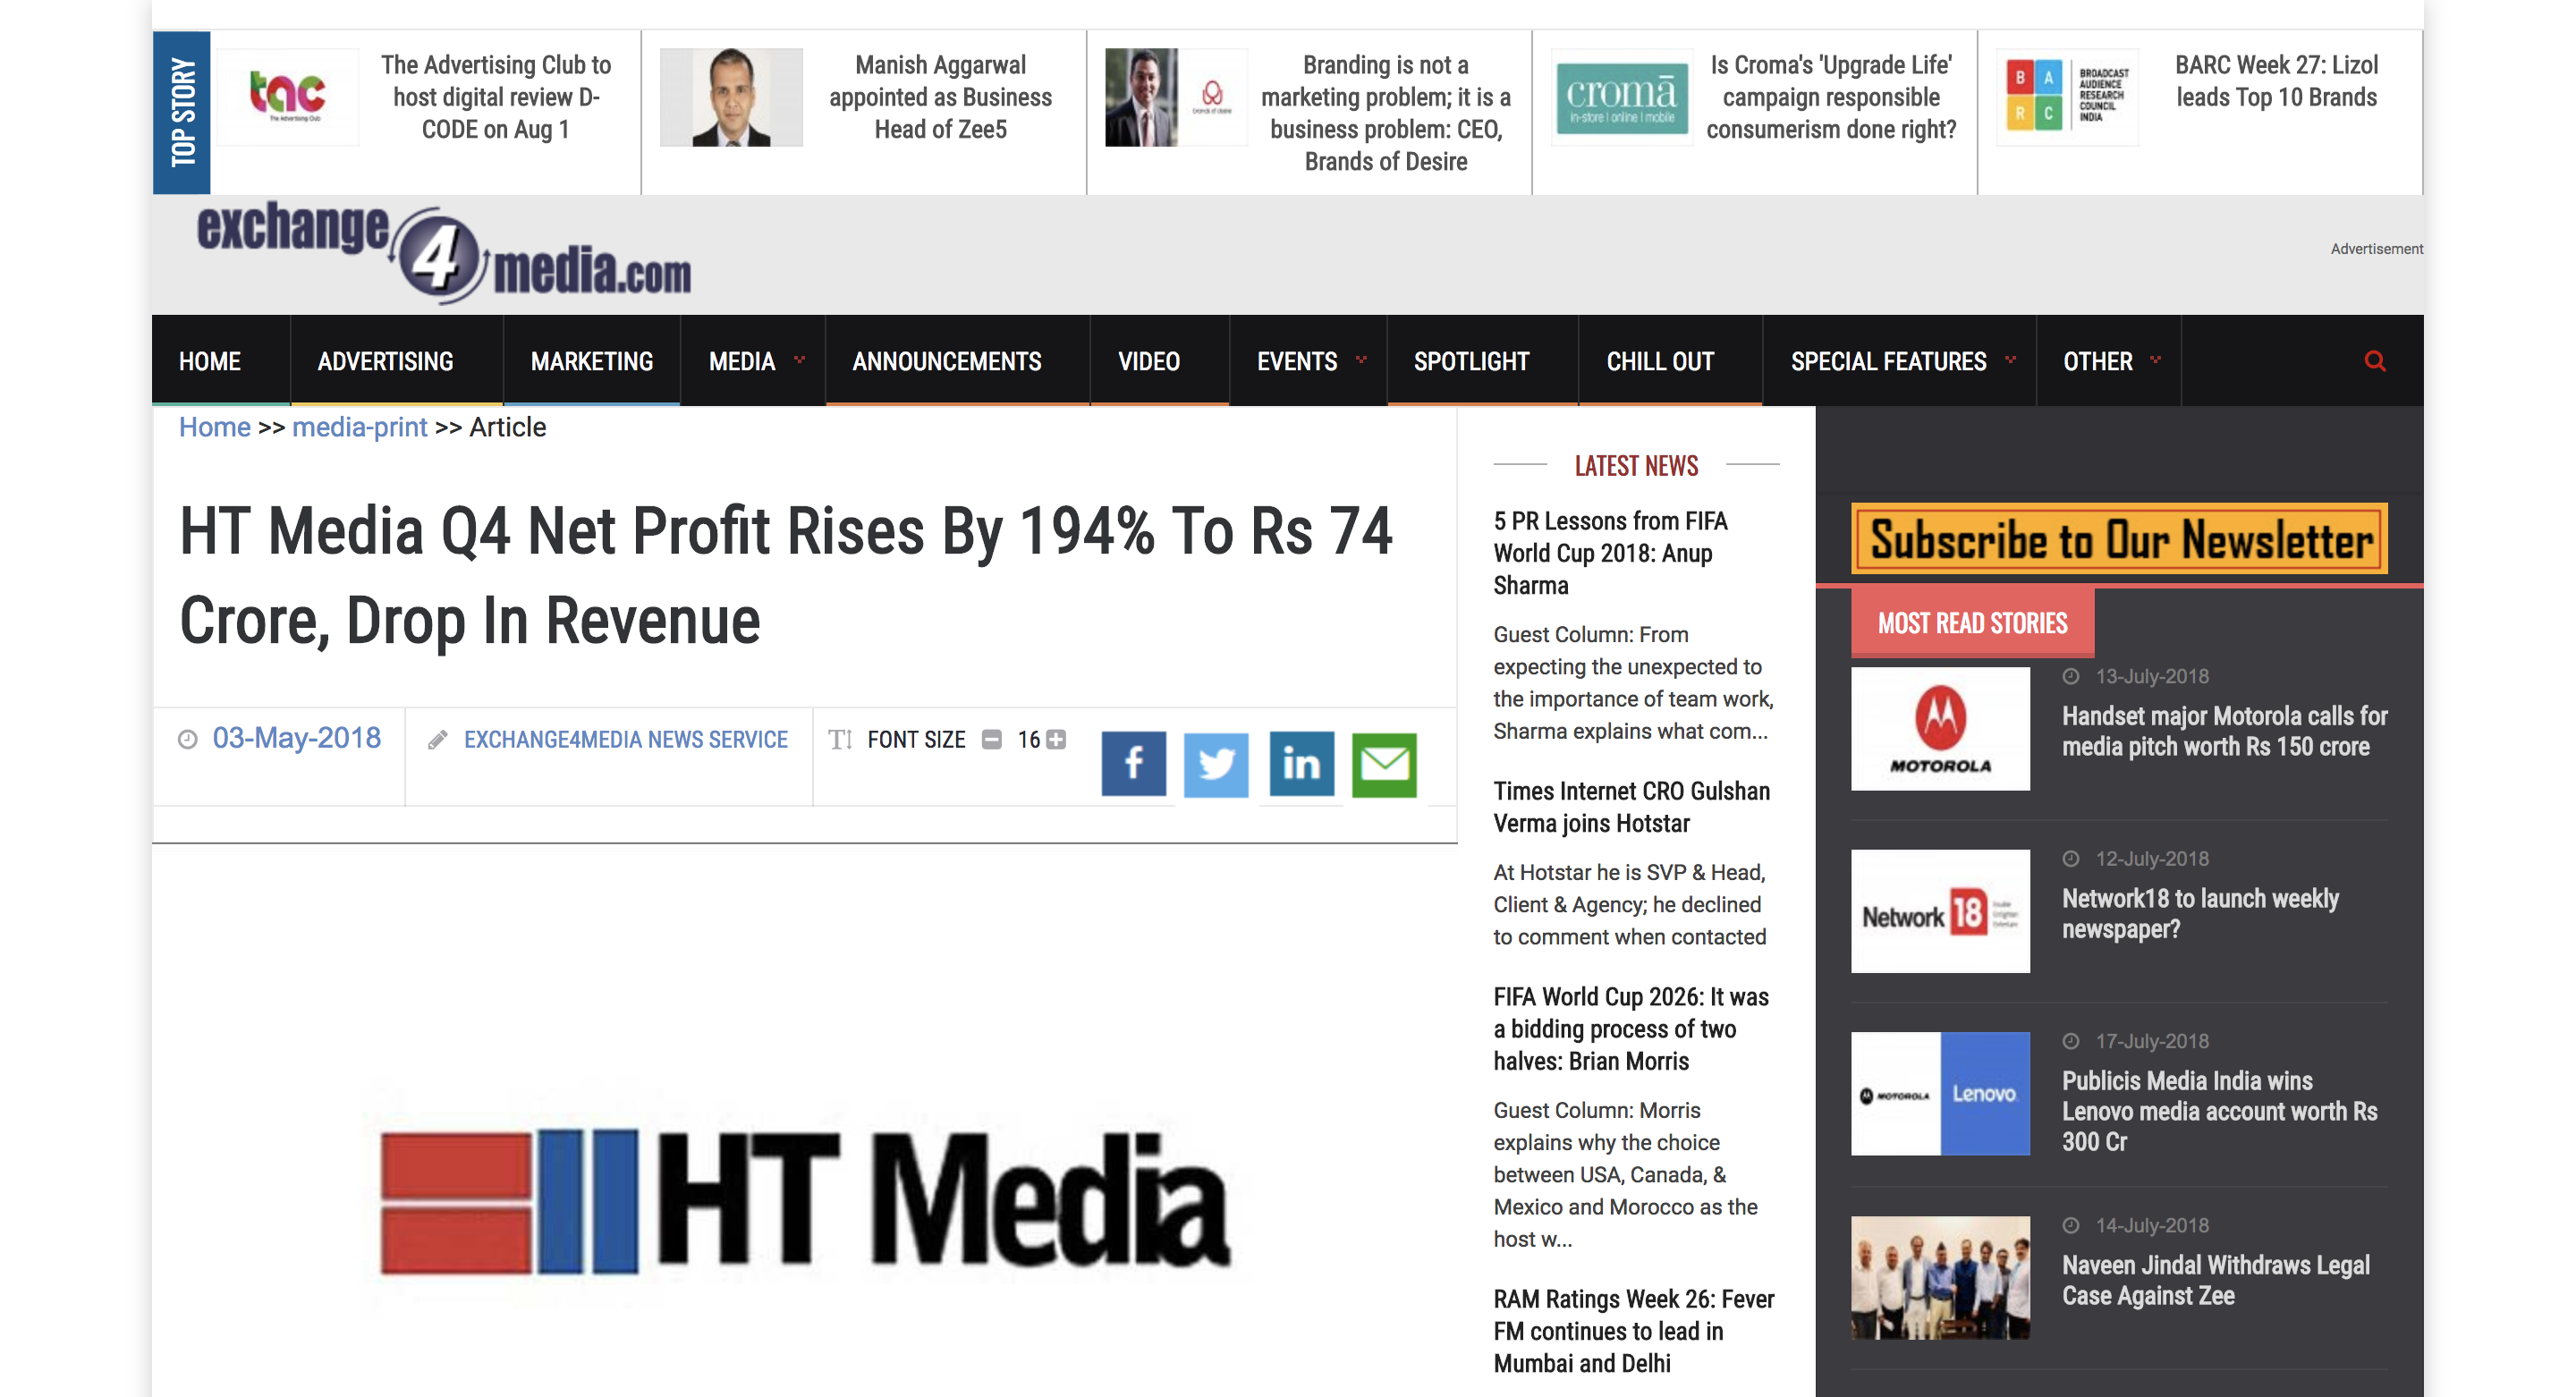 TOP STORY
tac
The Advertising Club
The Advertising Club to
host digital review D-
CODE on Aug 1
Manish Aggarwal
appointed as Business
Head of Zee5
brands of desire
Branding is not a
marketing problem; it is a
business problem: CEO,
Brands of Desire
cromā
in-store | online | mobile
Is Croma's 'Upgrade Life'
campaign responsible
consumerism done right?
B A
R C
BROADCAST
AUDIENCE
RESEARCH
COUNCIL
INDIA
BARC Week 27: Lizol
leads Top 10 Brands
exchange4media.com
Advertisement
HOME ADVERTISING MARKETING MEDIA ANNOUNCEMENTS VIDEO EVENTS SPOTLIGHT CHILL OUT SPECIAL FEATURES OTHER
Home >> media-print >> Article
HT Media Q4 Net Profit Rises By 194% To Rs 74
Crore, Drop In Revenue
03-May-2018 EXCHANGE4MEDIA NEWS SERVICE FONT SIZE 16
HT Media
LATEST NEWS
5 PR Lessons from FIFA
World Cup 2018: Anup
Sharma
Guest Column: From
expecting the unexpected to
the importance of team work,
Sharma explains what com...
Times Internet CRO Gulshan
Verma joins Hotstar
At Hotstar he is SVP & Head,
Client & Agency; he declined
to comment when contacted
FIFA World Cup 2026: It was
a bidding process of two
halves: Brian Morris
Guest Column: Morris
explains why the choice
between USA, Canada, &
Mexico and Morocco as the
host w...
RAM Ratings Week 26: Fever
FM continues to lead in
Mumbai and Delhi
Subscribe to Our Newsletter
MOST READ STORIES
MOTOROLA
13-July-2018
Handset major Motorola calls for
media pitch worth Rs 150 crore
Network 18
12-July-2018
Network18 to launch weekly
newspaper?
MOTOROLA Lenovo
17-July-2018
Publicis Media India wins
Lenovo media account worth Rs
300 Cr
14-July-2018
Naveen Jindal Withdraws Legal
Case Against Zee